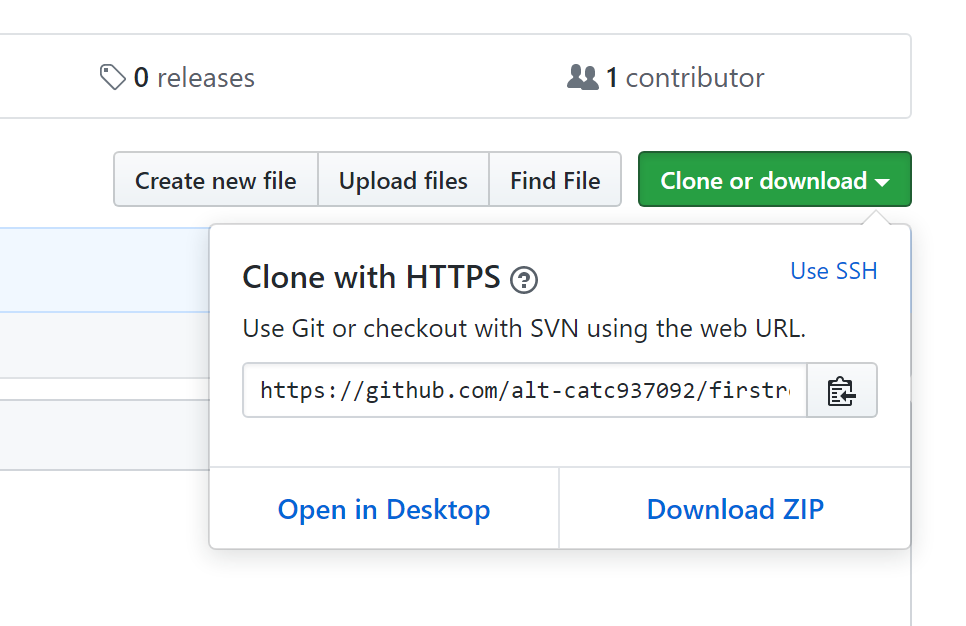 0 releases
1 contributor
Create new file
Upload files
Find File
Clone or download
Clone with HTTPS
Use SSH
Use Git or checkout with SVN using the web URL.
https://github.com/alt-catc937092/firstr
Open in Desktop
Download ZIP